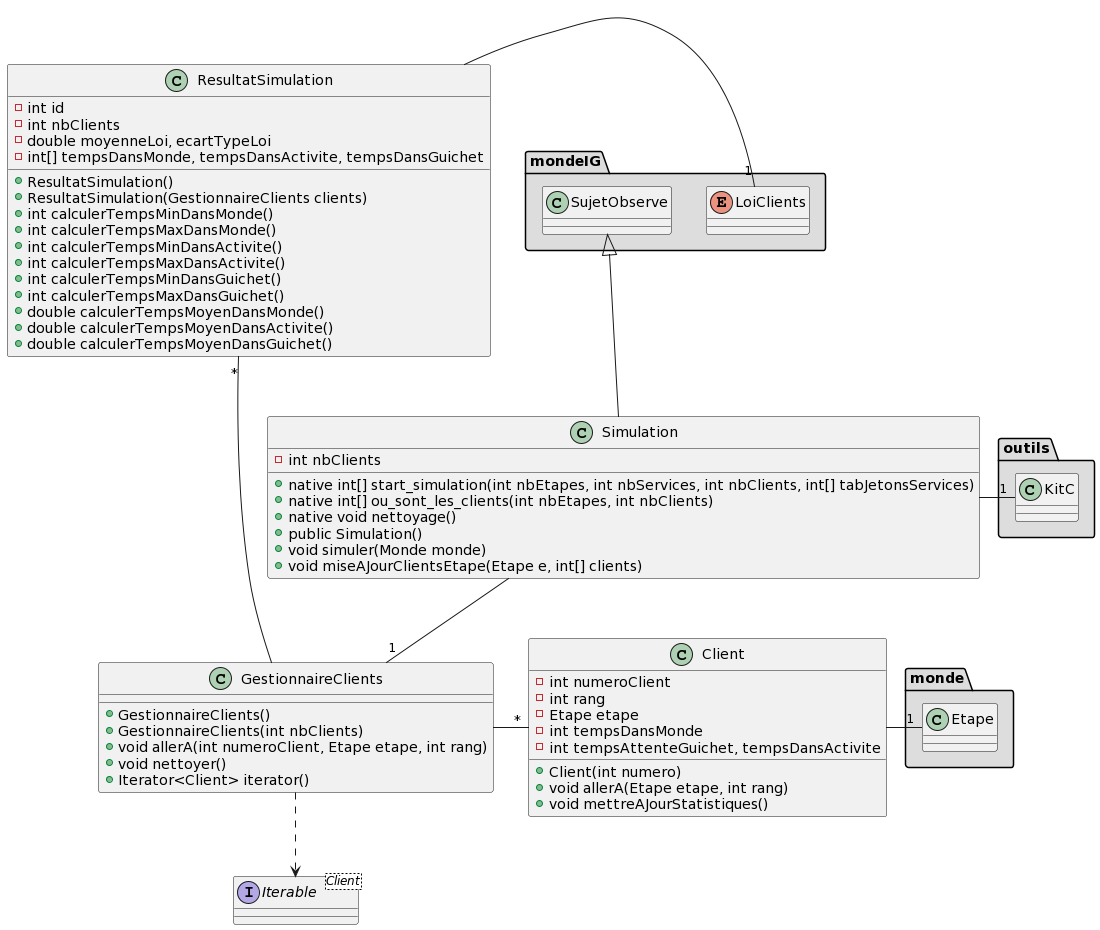 C ResultatSimulation
int id
int nbClients
double moyenneLoi, ecartTypeLoi
int[] tempsDansMonde, tempsDansActivite, tempsDansGuichet
ResultatSimulation()
ResultatSimulation(GestionnaireClients clients)
int calculerTempsMinDansMonde()
int calculerTempsMaxDansMonde()
int calculerTempsMinDansActivite()
int calculerTempsMaxDansActivite()
int calculerTempsMinDansGuichet()
int calculerTempsMaxDansGuichet()
double calculerTempsMoyenDansMonde()
double calculerTempsMoyenDansActivite()
double calculerTempsMoyenDansGuichet()
*
mondeIG
1
C SujetObserve
E LoiClients
C Simulation
int nbClients
native int[] start_simulation(int nbEtapes, int nbServices, int nbClients, int[] tabJetonsServices)
native int[] ou_sont_les_clients(int nbEtapes, int nbClients)
native void nettoyage()
public Simulation()
void simuler(Monde monde)
void miseAJourClientsEtape(Etape e, int[] clients)
outils
1
C KitC
1
C GestionnaireClients
GestionnaireClients()
GestionnaireClients(int nbClients)
void allerA(int numeroClient, Etape etape, int rang)
void nettoyer()
Iterator<Client> iterator()
*
C Client
int numeroClient
int rang
Etape etape
int tempsDansMonde
int tempsAttenteGuichet, tempsDansActivite
Client(int numero)
void allerA(Etape etape, int rang)
void mettreAJourStatistiques()
monde
1
C Etape
I Iterable
Client